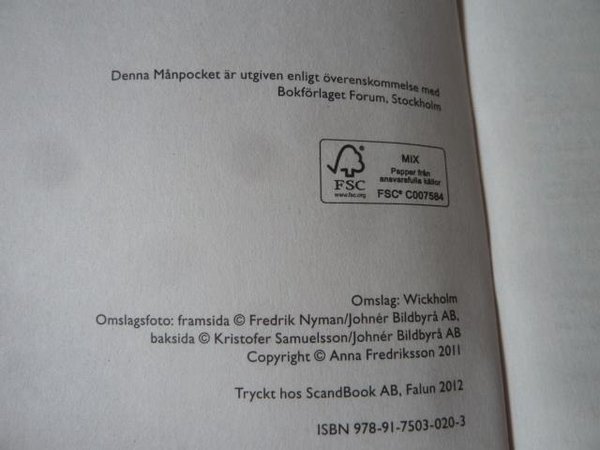 Denna Månpocket är utgiven enligt överenskommelse med
Bokförlaget Forum, Stockholm
FSC
www.fsc.org
MIX
Papper från
ansvarsfulla källor
FSC® C007584
Omslag: Wickholm
Omslagsfoto: framsida © Fredrik Nyman/Johnér Bildbyrå AB,
baksida © Kristofer Samuelsson/Johnér Bildbyrå AB
Copyright © Anna Fredriksson 2011
Tryckt hos ScandBook AB, Falun 2012
ISBN 978-91-7503-020-3